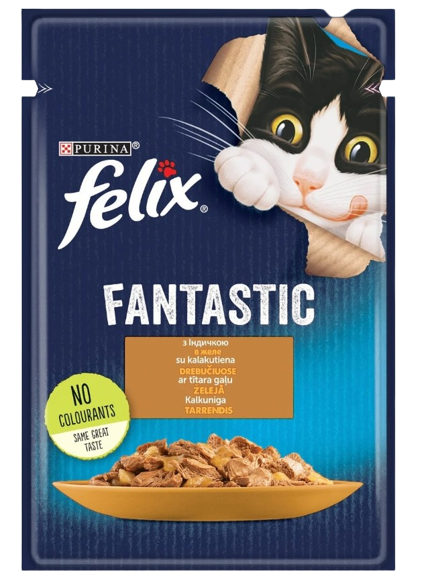 PURINA®
felix®
FANTASTIC
з Індичкою
в желе
su kalakutiena
DREBUČIUOSE
ar tītara gaļu
ŽELEJĀ
Kalkuniga
TARRENDIS
NO
COLOURANTS
SAME GREAT
TASTE